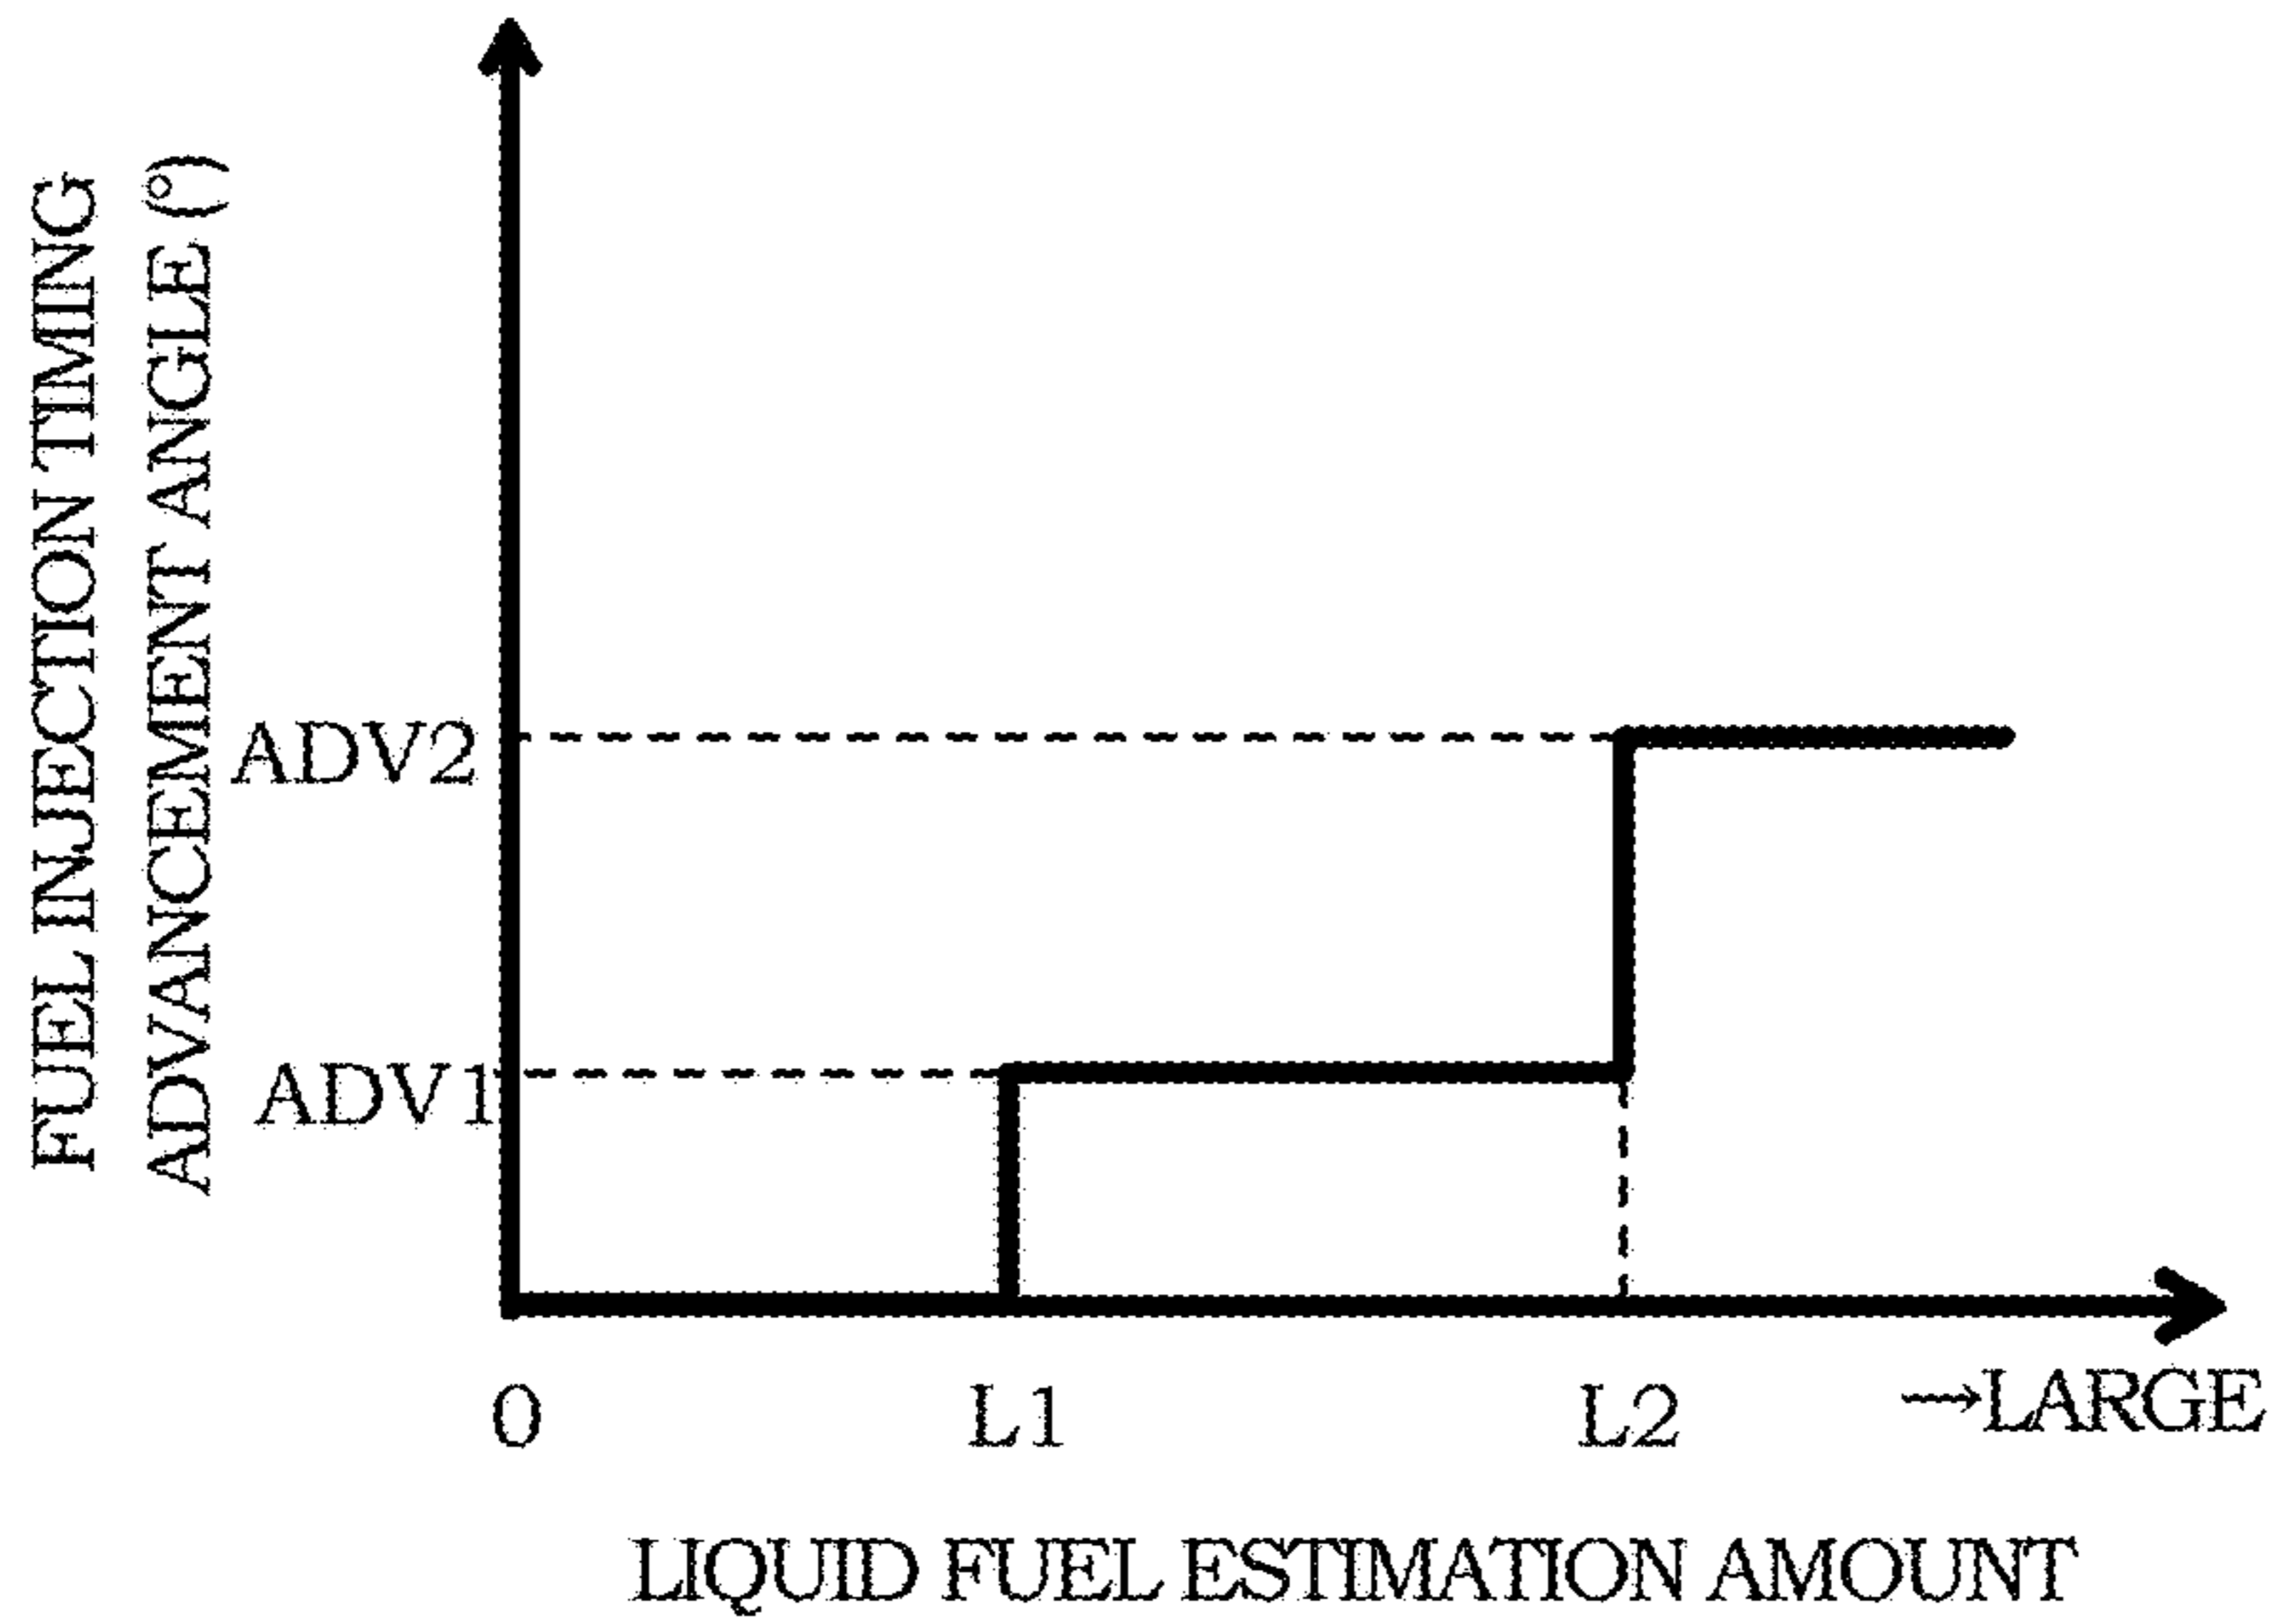 FUEL INJECTION TIMING
ADVANCEMENT ANGLE (°)
ADV2
ADV1
0 L1 L2 →LARGE
LIQUID FUEL ESTIMATION AMOUNT